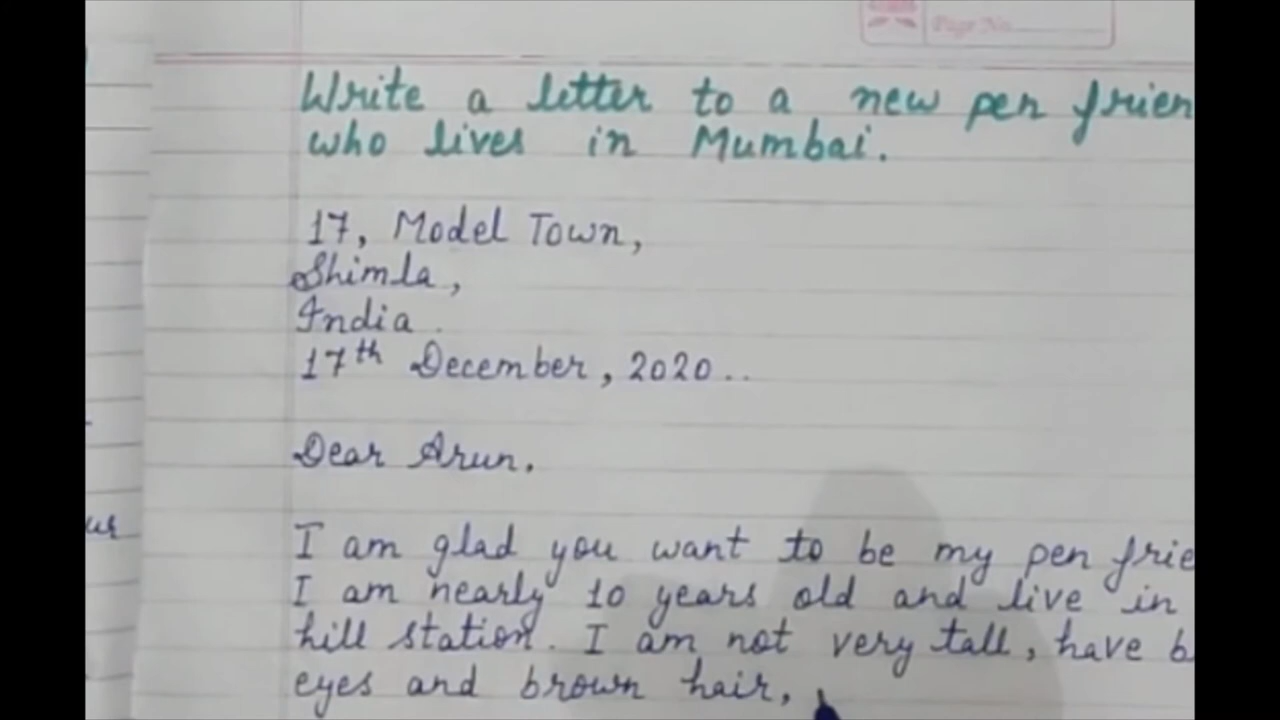 Page No.
Write a letter to a new pen frien
who lives in Mumbai.
17, Model Town,
Shimla,
India.
17th December, 2020..
Dear Arun.
I am glad you want to be my pen frie
I am nearly 10 years old and live in
hill station. I am not very tall, have b
eyes and brown hair.